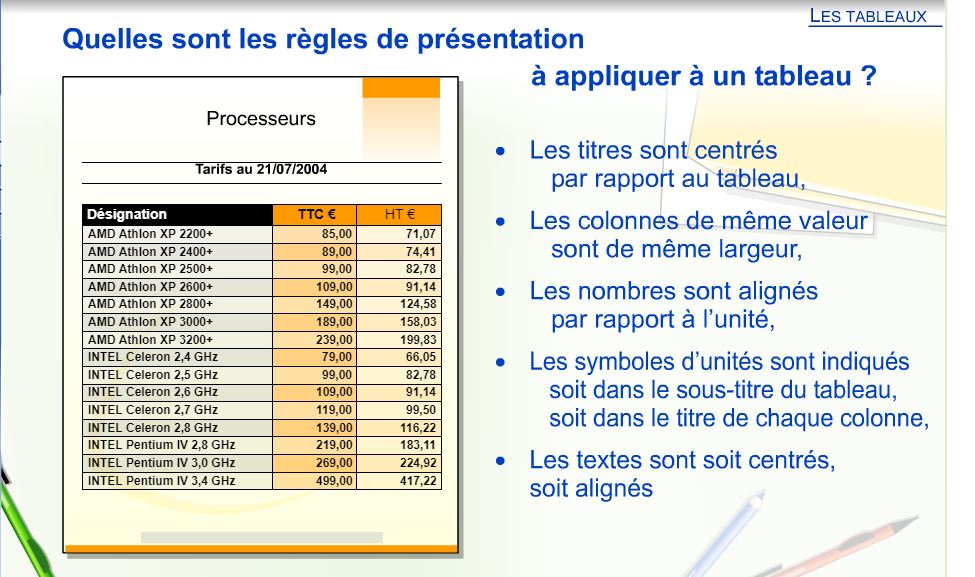 LES TABLEAUX
Quelles sont les règles de présentation
à appliquer à un tableau ?
Processeurs
Tarifs au 21/07/2004
Désignation TTC € HT €
AMD Athlon XP 2200+ 85,00 71,07
AMD Athlon XP 2400+ 89,00 74,41
AMD Athlon XP 2500+ 99,00 82,78
AMD Athlon XP 2600+ 109,00 91,14
AMD Athlon XP 2800+ 149,00 124,58
AMD Athlon XP 3000+ 189,00 158,03
AMD Athlon XP 3200+ 239,00 199,83
INTEL Celeron 2,4 GHz 79,00 66,05
INTEL Celeron 2,5 GHz 99,00 82,78
INTEL Celeron 2,6 GHz 109,00 91,14
INTEL Celeron 2,7 GHz 119,00 99,50
INTEL Celeron 2,8 GHz 139,00 116,22
INTEL Pentium IV 2,8 GHz 219,00 183,11
INTEL Pentium IV 3,0 GHz 269,00 224,92
INTEL Pentium IV 3,4 GHz 499,00 417,22
• Les titres sont centrés
par rapport au tableau,
• Les colonnes de même valeur
sont de même largeur,
• Les nombres sont alignés
par rapport à l’unité,
• Les symboles d’unités sont indiqués
soit dans le sous-titre du tableau,
soit dans le titre de chaque colonne,
• Les textes sont soit centrés,
soit alignés